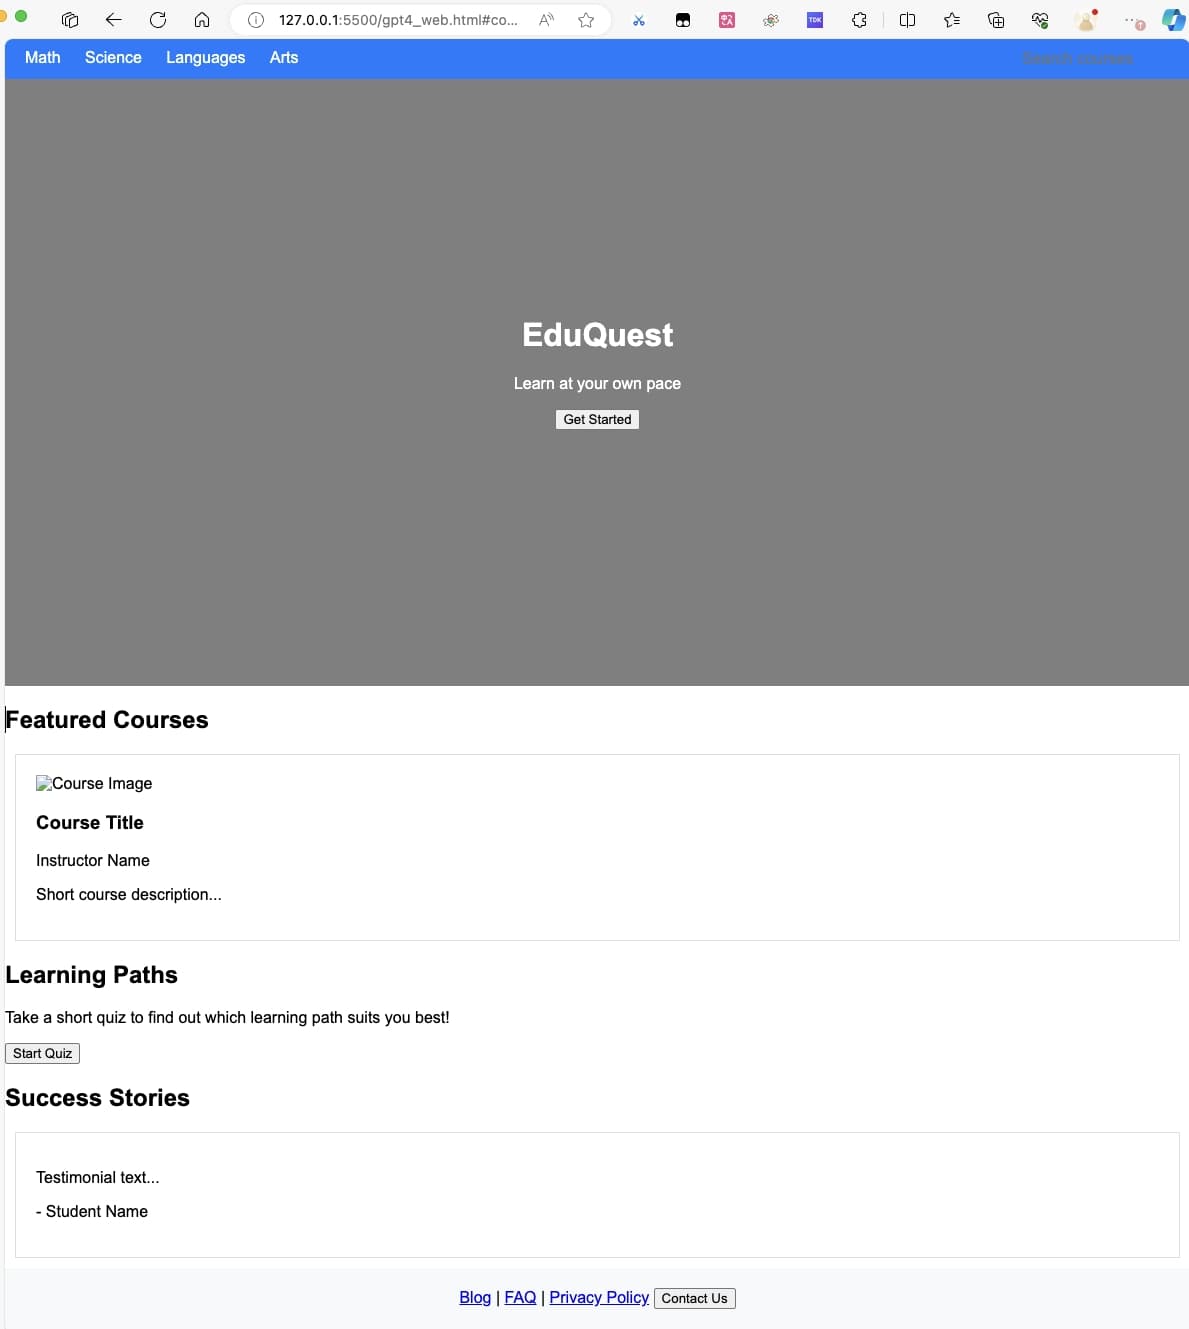 127.0.0.1:5500/gpt4_web.html#co...
Math Science Languages Arts Search courses
EduQuest
Learn at your own pace
Get Started
Featured Courses
Course Image
Course Title
Instructor Name
Short course description...
Learning Paths
Take a short quiz to find out which learning path suits you best!
Start Quiz
Success Stories
Testimonial text...
- Student Name
Blog | FAQ | Privacy Policy Contact Us